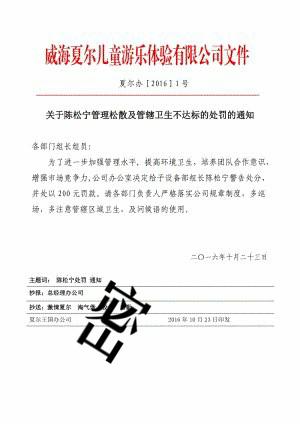 威海夏尔儿童游乐体验有限公司文件
夏尔办［2016］1号
关于陈松宁管理松散及管辖卫生不达标的处罚的通知
各部门组长组员：
为了进一步加强管理水平，提高环境卫生，培养团队合作意识，
增强市场竞争力,公司办公室决定给予设备部组长陈松宁警告处分，
并处以200元罚款。请各部门负责人严格落实公司规章制度，多巡
场，多注意管辖区域卫生，及问候语的使用。
二〇一六年十月二十三日
主题词： 陈松宁处罚 通知
抄报：总经理办公司
抄送：激情夏尔 淘气堡
夏尔王国办公司 2016年10月23日印发
密